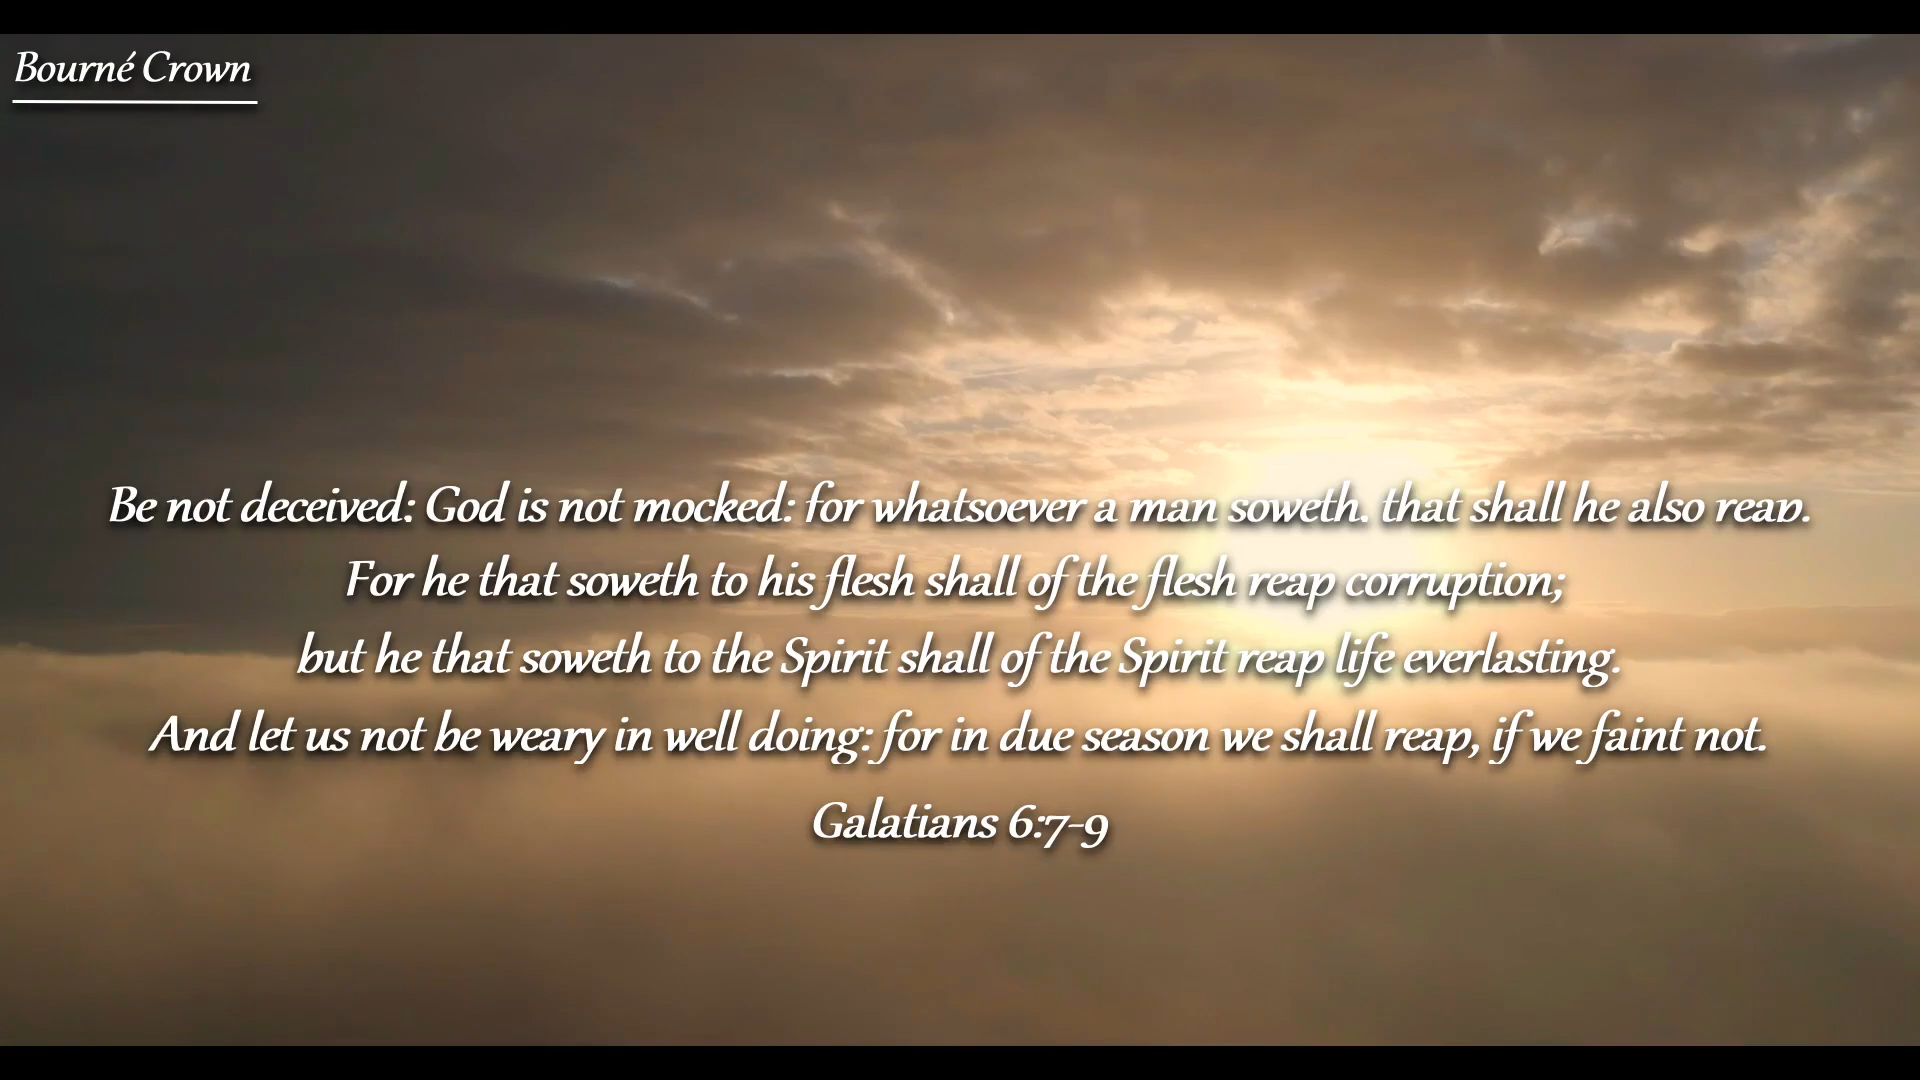 Bourné Crown
Be not deceived: God is not mocked: for whatsoever a man soweth, that shall he also reap.
For he that soweth to his flesh shall of the flesh reap corruption;
but he that soweth to the Spirit shall of the Spirit reap life everlasting.
And let us not be weary in well doing: for in due season we shall reap, if we faint not.
Galatians 6:7-9